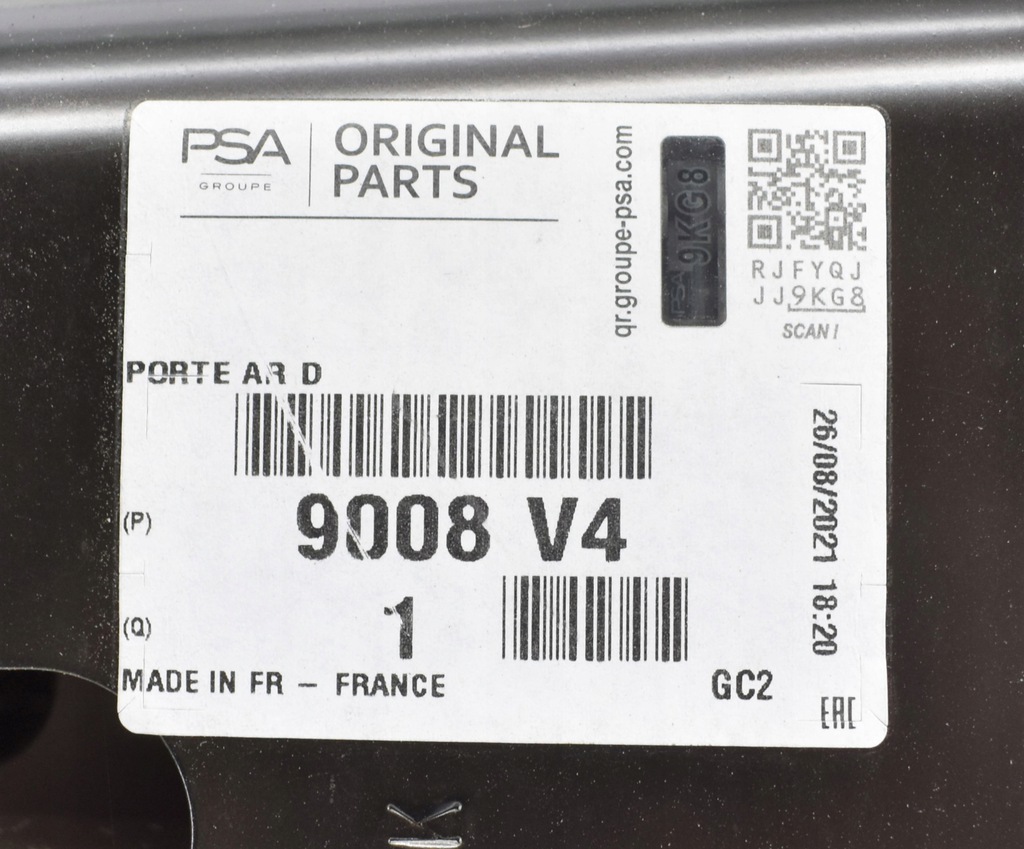 PSA
GROUPE
ORIGINAL
PARTS
qr.groupe-psa.com
PSA
9KG8
RJFYQJ
JJ9KG8
SCAN!
PORTE AR D
(P)
9008 V4
(Q)
1
MADE IN FR – FRANCE
GC2
26/08/2021 18:20
EAC
K